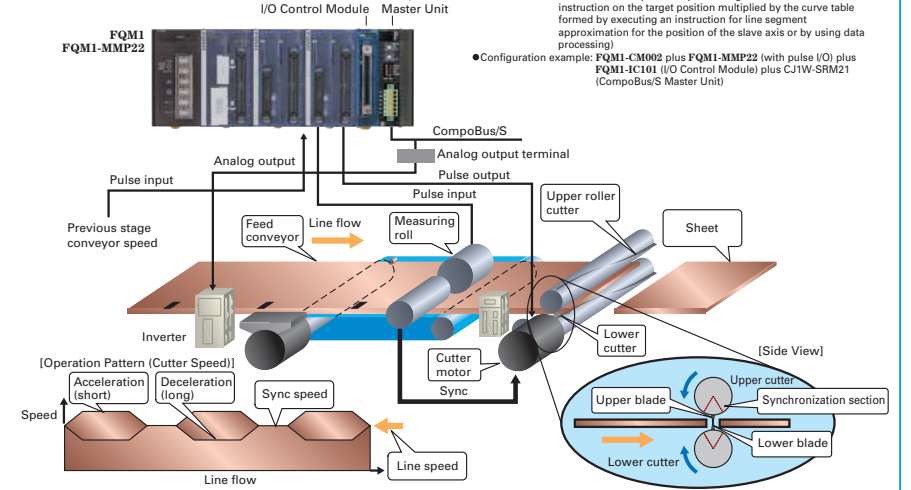 I/O Control Module
Master Unit
instruction on the target position multiplied by the curve table
formed by executing an instruction for line segment
approximation for the position of the slave axis or by using data
processing)
●Configuration example: FQM1-CM002 plus FQM1-MMP22 (with pulse I/O) plus
FQM1-IC101 (I/O Control Module) plus CJ1W-SRM21
(CompoBus/S Master Unit)
FQM1
FQM1-MMP22
CompoBus/S
Analog output terminal
Analog output
Pulse output
Pulse input
Pulse input
Previous stage
conveyor speed
Feed
conveyor
Line flow
Measuring
roll
Upper roller
cutter
Sheet
Inverter
Cutter
motor
Sync
Lower
cutter
[Operation Pattern (Cutter Speed)]
Acceleration
(short)
Deceleration
(long)
Sync speed
Speed
Line speed
Line flow
[Side View]
Upper cutter
Upper blade
Synchronization section
Lower blade
Lower cutter